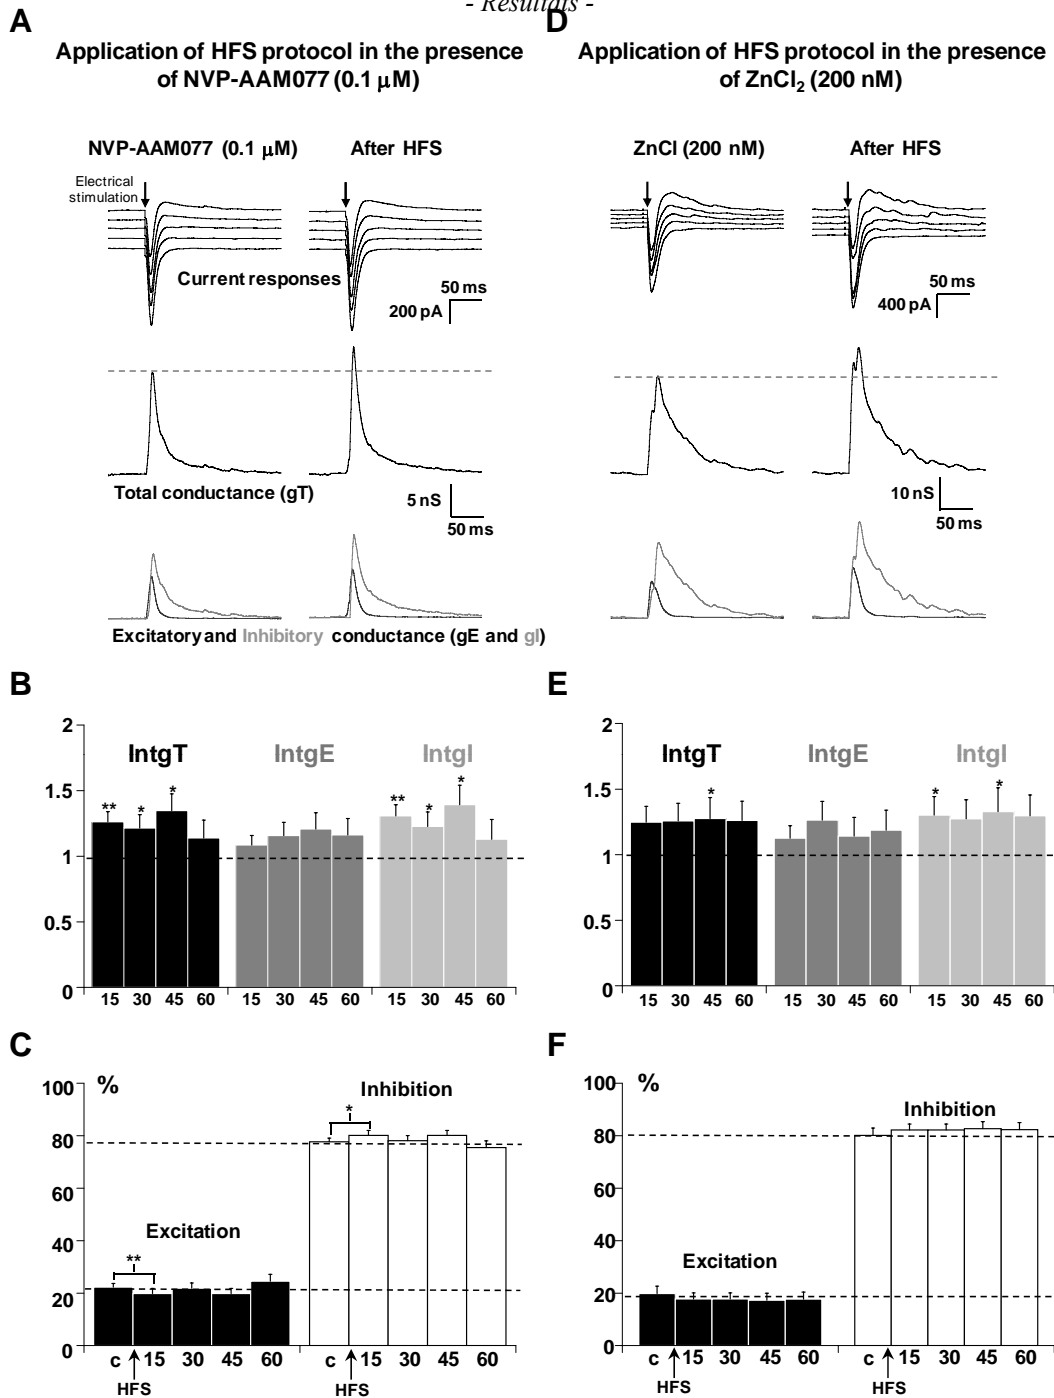 - Resultats -
A
Application of HFS protocol in the presence
of NVP-AAM077 (0.1 μM)
NVP-AAM077 (0.1 μM)
After HFS
Electrical
stimulation
Current responses
50 ms
200 pA
Total conductance (gT)
5 nS
50 ms
Excitatory and Inhibitory conductance (gE and gI)
D
Application of HFS protocol in the presence
of ZnCl2 (200 nM)
ZnCl (200 nM)
After HFS
50 ms
400 pA
10 nS
50 ms
B
2
1.5
1
0.5
0
IntgT
IntgE
IntgI
** * *
** * *
15 30 45 60 15 30 45 60 15 30 45 60
E
2
1.5
1
0.5
0
IntgT
IntgE
IntgI
*
* *
15 30 45 60 15 30 45 60 15 30 45 60
C
100
80
60
40
20
0
%
Inhibition
*
Excitation
**
c 15 30 45 60 c 15 30 45 60
HFS HFS
F
100
80
60
40
20
0
%
Inhibition
Excitation
c 15 30 45 60 c 15 30 45 60
HFS HFS